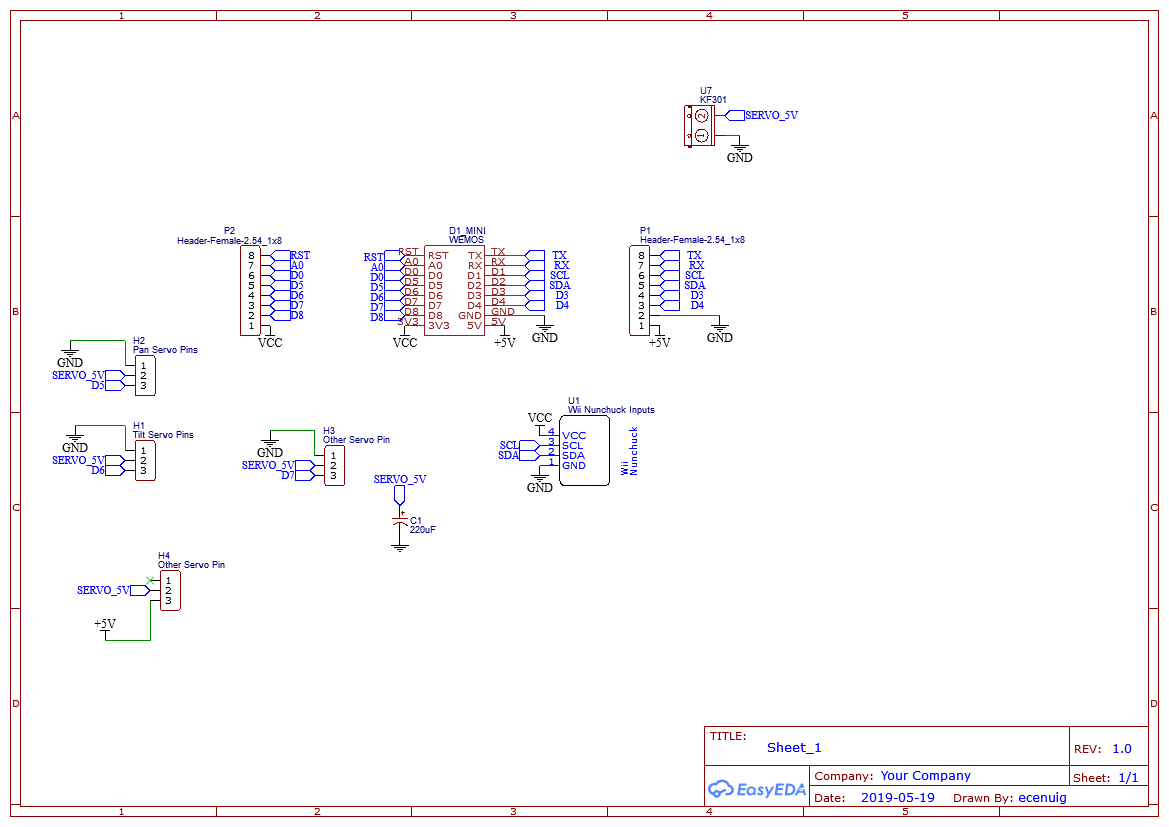 1 2 3 4 5
A A
B B
C C
D D
U7
KF301
2
1
SERVO_5V
GND
P2
Header-Female-2.54_1x8
8 RST
7 A0
6 D0
5 D5
4 D6
3 D7
2 D8
1
VCC
D1_MINI
WEMOS
RST RST RST TX TX TX
A0 A0 A0 RX RX RX
D0 D0 D0 D1 D1 SCL
D5 D5 D5 D2 D2 SDA
D6 D6 D6 D3 D3 D3
D7 D7 D7 D4 D4 D4
D8 D8 D8 GND GND
3V3 3V3 5V 5V
VCC
+5V
GND
P1
Header-Female-2.54_1x8
8 TX
7 RX
6 SCL
5 SDA
4 D3
3 D4
2
1
+5V
GND
H2
Pan Servo Pins
GND
1
SERVO_5V 2
D5 3
H1
Tilt Servo Pins
GND
1
SERVO_5V 2
D6 3
H3
Other Servo Pin
GND
1
SERVO_5V 2
D7 3
SERVO_5V
+
C1
220uF
U1
Wii Nunchuck Inputs
VCC
4 VCC
SCL 3 SCL
SDA 2 SDA
1 GND
GND
Wii
Nunchuck
H4
Other Servo Pin
1
SERVO_5V 2
3
+5V
TITLE:
Sheet_1
REV: 1.0
EasyEDA
Company: Your Company
Sheet: 1/1
Date: 2019-05-19 Drawn By: ecenuig
1 2 3 4 5